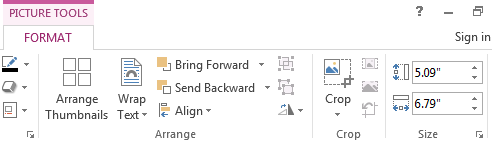 PICTURE TOOLS
?
FORMAT
Sign in
Arrange
Thumbnails
Wrap
Text
Bring Forward
Send Backward
Align
Crop
5.09"
6.79"
Arrange
Crop
Size